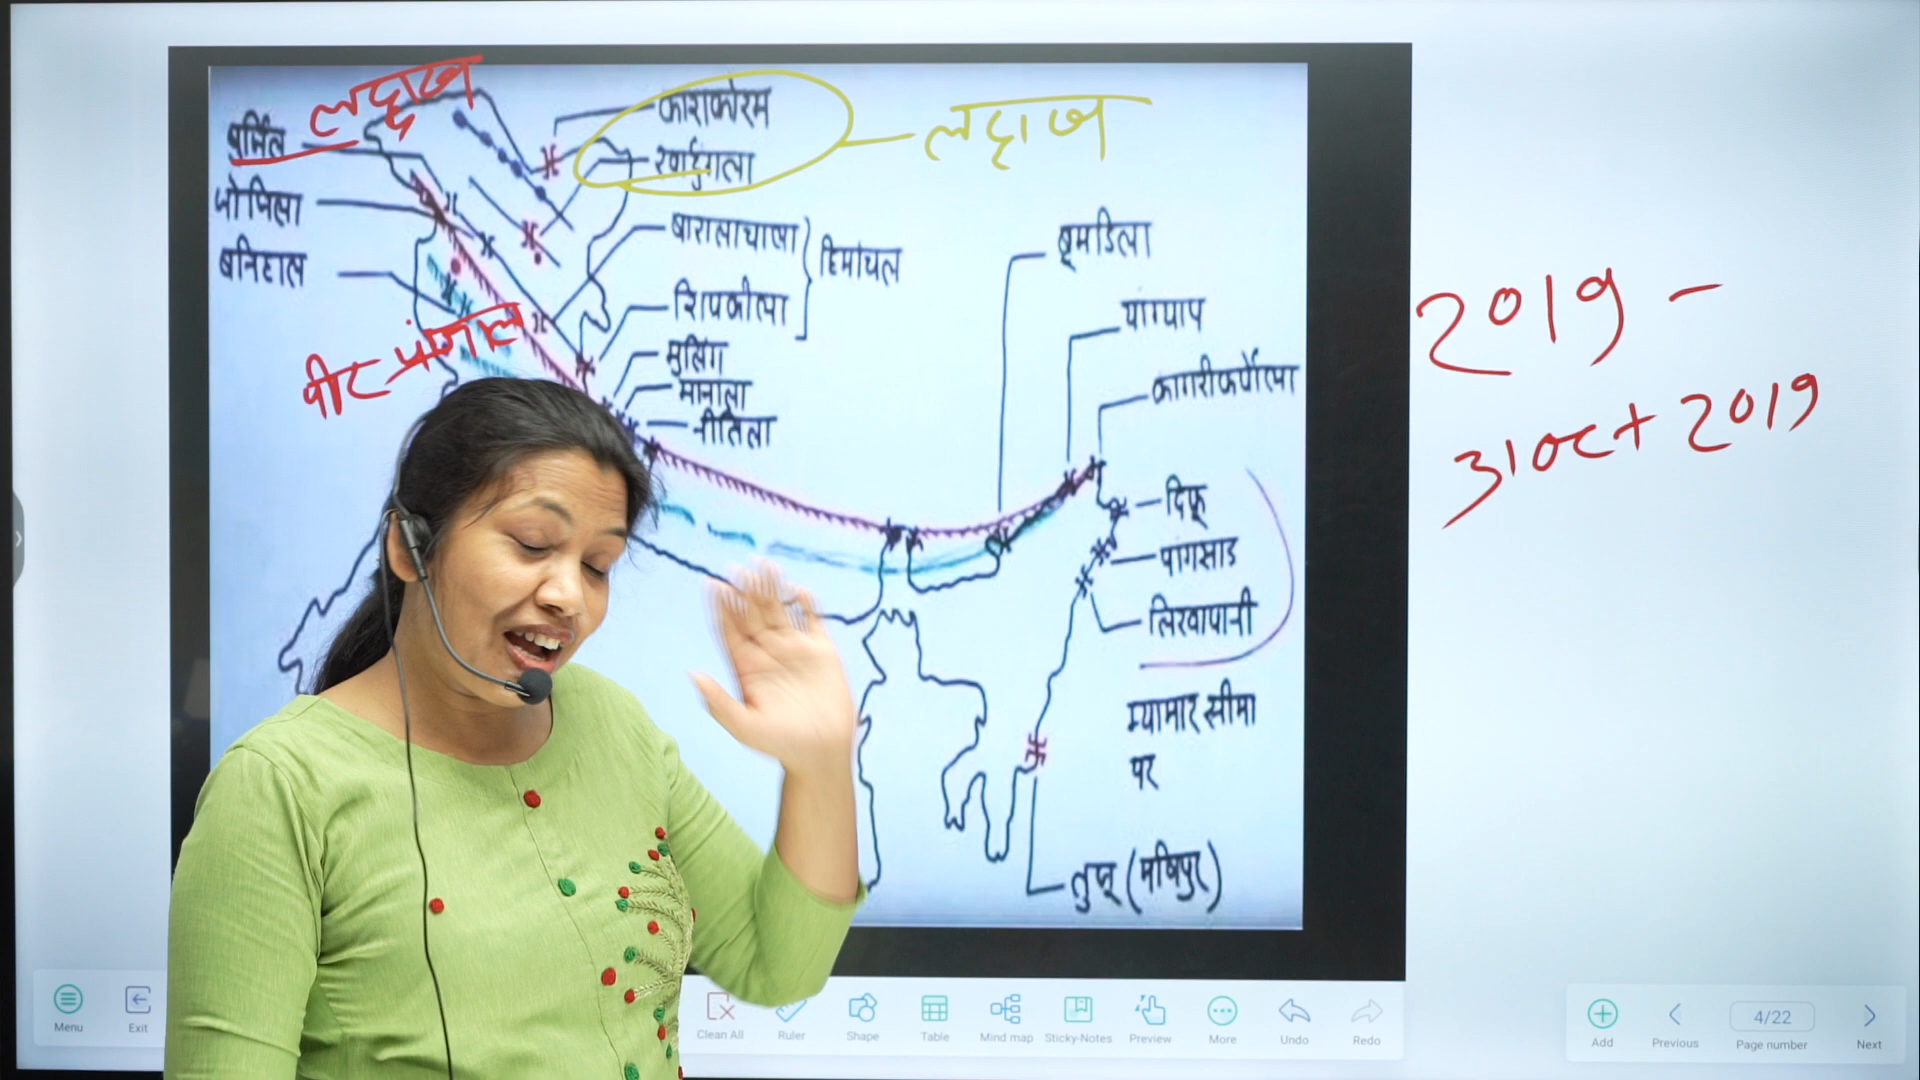 लद्दाख
बुर्जिल
जोजिला
बनिहाल
पीर पंजाल
काराकोरम
खार्दुंगला
लद्दाख
बारालाचाला
हिमांचल
शिपकीला
मुलिंग
मानाला
नीतिला
बूमडिला
यांग्याप
कांगरीकर्पोला
दिफू
पांगसाड
लिखापानी
म्यामार सीमा
पर
तुजू (मणिपुर)
2019 -
31 oct 2019
Menu
Exit
Clean All
Ruler
Shape
Table
Mind map
Sticky-Notes
Preview
More
Undo
Redo
Add
Previous
4/22
Page number
Next